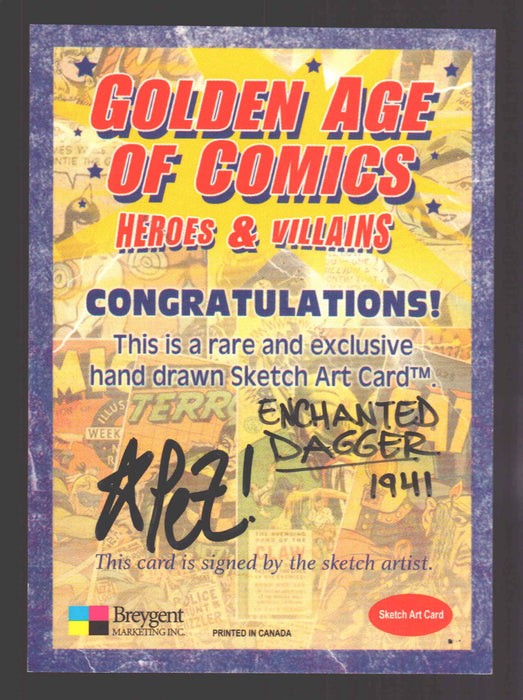 GOLDEN AGE
OF COMICS
HEROES & VILLAINS
CONGRATULATIONS!
This is a rare and exclusive
hand drawn Sketch Art Card™.
ENCHANTED
DAGGER
1941
This card is signed by the sketch artist.
Breygent
MARKETING INC.
PRINTED IN CANADA
Sketch Art Card